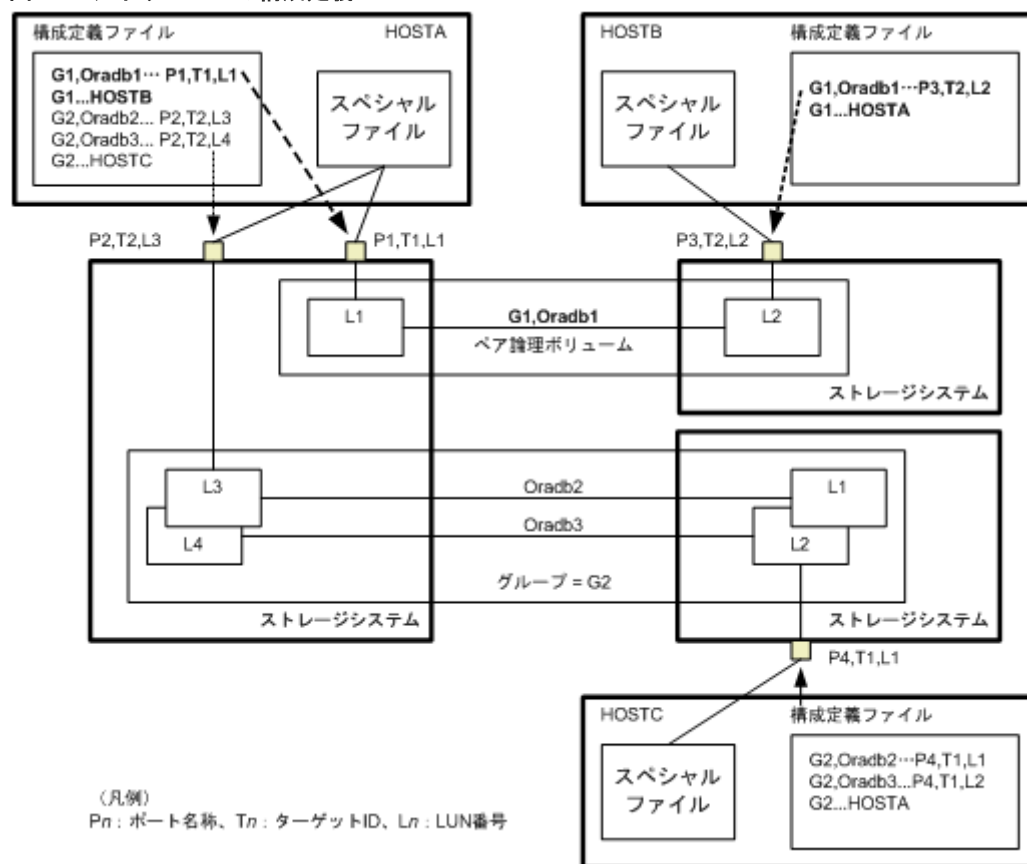 構成定義ファイル
HOSTA
G1,Oradb1… P1,T1,L1
G1...HOSTB
G2,Oradb2... P2,T2,L3
G2,Oradb3... P2,T2,L4
G2...HOSTC
スペシャル
ファイル
HOSTB
構成定義ファイル
スペシャル
ファイル
G1,Oradb1…P3,T2,L2
G1...HOSTA
P2,T2,L3
P1,T1,L1
P3,T2,L2
L1
G1,Oradb1
ペア論理ボリューム
L2
ストレージシステム
L3
L4
Oradb2
Oradb3
L1
L2
グループ = G2
ストレージシステム
ストレージシステム
P4,T1,L1
HOSTC
構成定義ファイル
スペシャル
ファイル
G2,Oradb2…P4,T1,L1
G2,Oradb3...P4,T1,L2
G2...HOSTA
（凡例）
Pn：ポート名称、Tn：ターゲットID、Ln：LUN番号